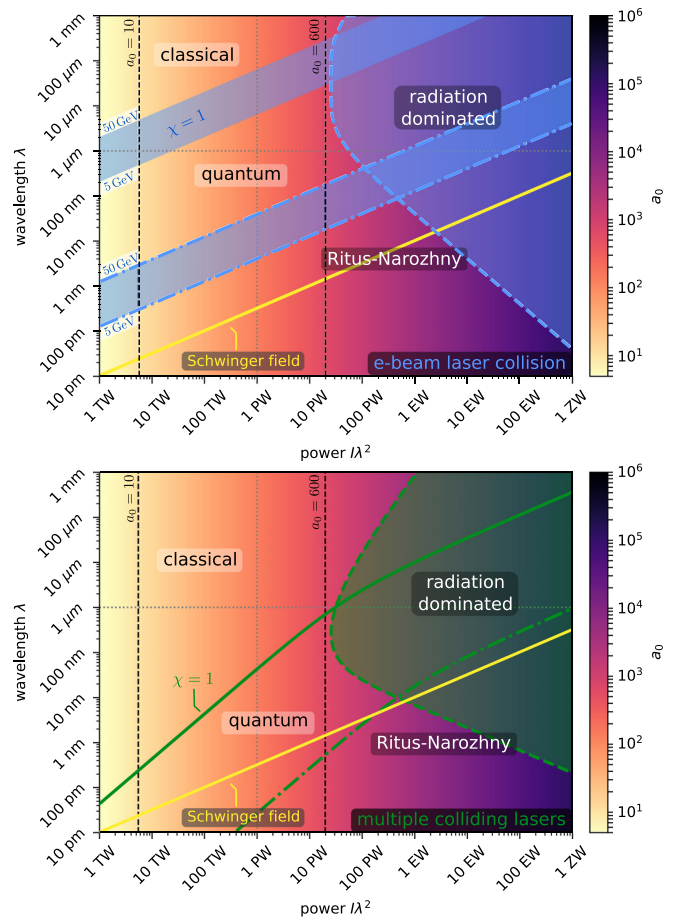 1 mm
100 μm
10 μm
1 μm
100 nm
10 nm
1 nm
100 pm
10 pm
wavelength λ
classical
a₀ = 10
a₀ = 600
radiation
dominated
50 GeV
χ = 1
5 GeV
quantum
50 GeV
5 GeV
Ritus-Narozhny
Schwinger field
e-beam laser collision
1 TW
10 TW
100 TW
1 PW
10 PW
100 PW
1 EW
10 EW
100 EW
1 ZW
power Iλ²
10⁶
10⁵
10⁴
10³
10²
10¹
a₀
1 mm
100 μm
10 μm
1 μm
100 nm
10 nm
1 nm
100 pm
10 pm
wavelength λ
a₀ = 10
a₀ = 600
classical
radiation
dominated
χ = 1
quantum
Ritus-Narozhny
Schwinger field
multiple colliding lasers
1 TW
10 TW
100 TW
1 PW
10 PW
100 PW
1 EW
10 EW
100 EW
1 ZW
power Iλ²
10⁶
10⁵
10⁴
10³
10²
10¹
a₀